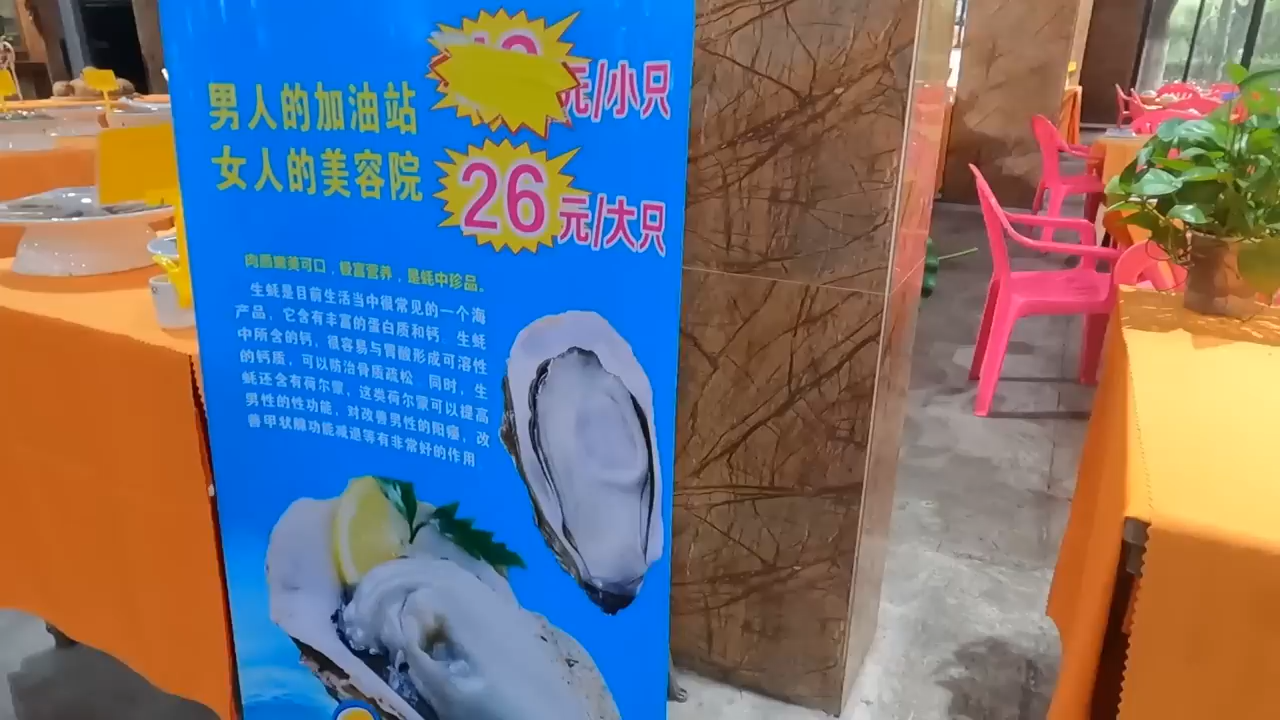 男人的加油站
元/小只
女人的美容院
26元/大只
肉质嫩美可口，极富营养，是蚝中珍品。
生蚝是目前生活当中很常见的一个海
产品，它含有丰富的蛋白质和钙。生蚝
中所含的钙，很容易与胃酸形成可溶性
的钙质，可以防治骨质疏松。同时，生
蚝还含有荷尔蒙，这类荷尔蒙可以提高
男性的性功能，对改善男性的阳痿，改
善甲状腺功能减退等有非常好的作用